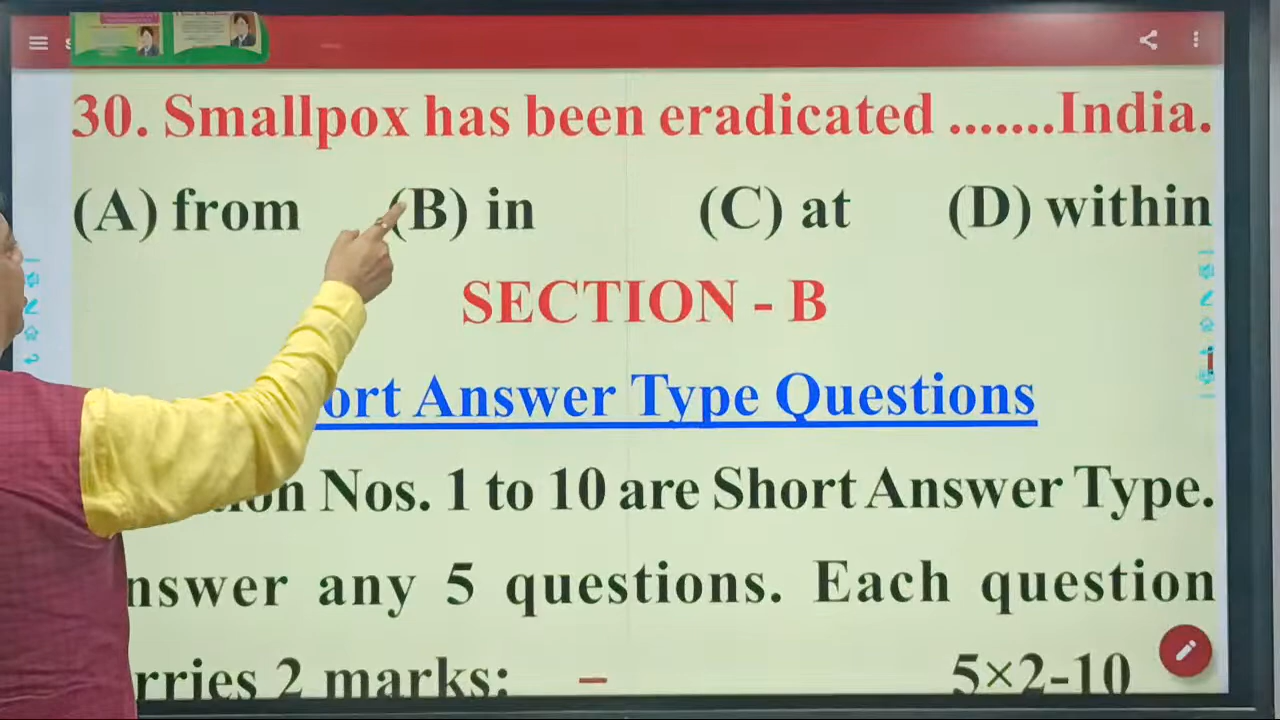 30. Smallpox has been eradicated .......India.
(A) from (B) in (C) at (D) within
SECTION - B
ort Answer Type Questions
on Nos. 1 to 10 are Short Answer Type.
nswer any 5 questions. Each question
rries 2 marks: 5×2-10